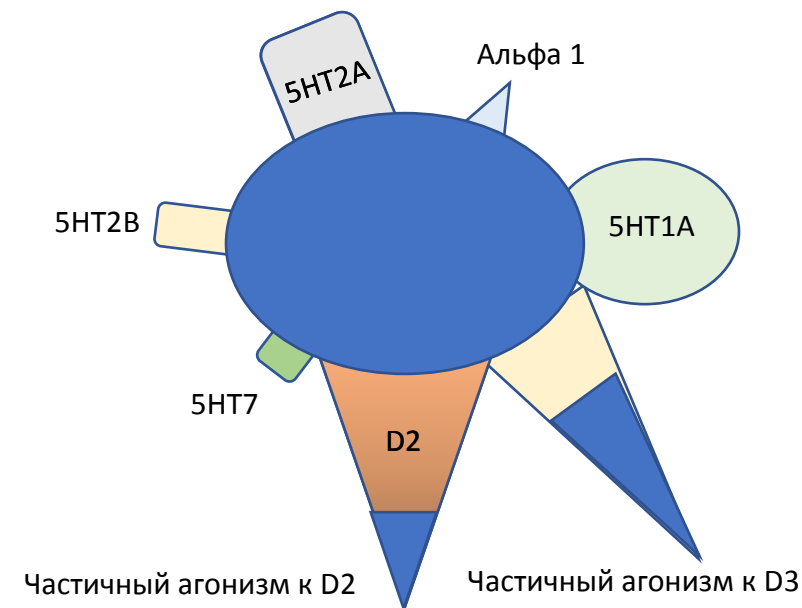 Альфа 1
5HT2A
5HT2B
5HT1A
5HT7
D2
Частичный агонизм к D2
Частичный агонизм к D3